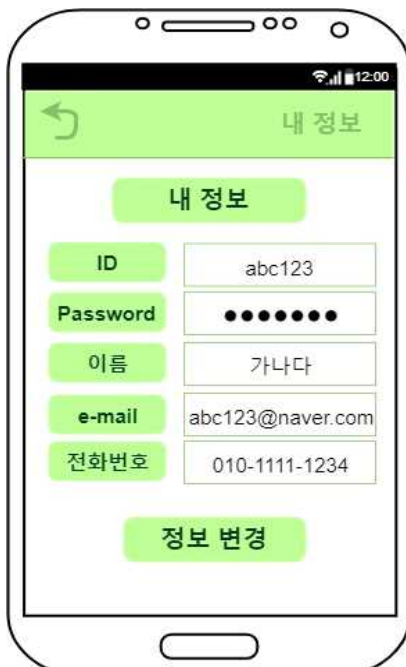 12:00
내 정보
내 정보
ID abc123
Password ●●●●●●●
이름 가나다
e-mail abc123@naver.com
전화번호 010-1111-1234
정보 변경